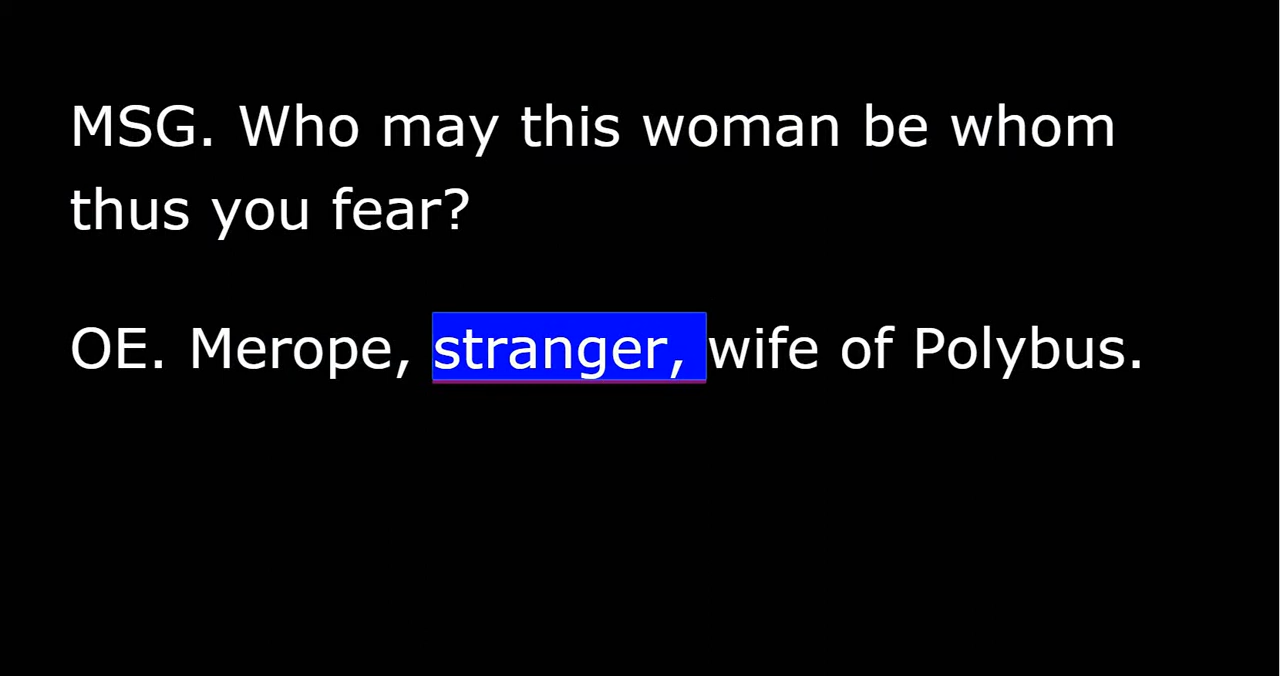 MSG. Who may this woman be whom
thus you fear?
OE. Merope, stranger, wife of Polybus.